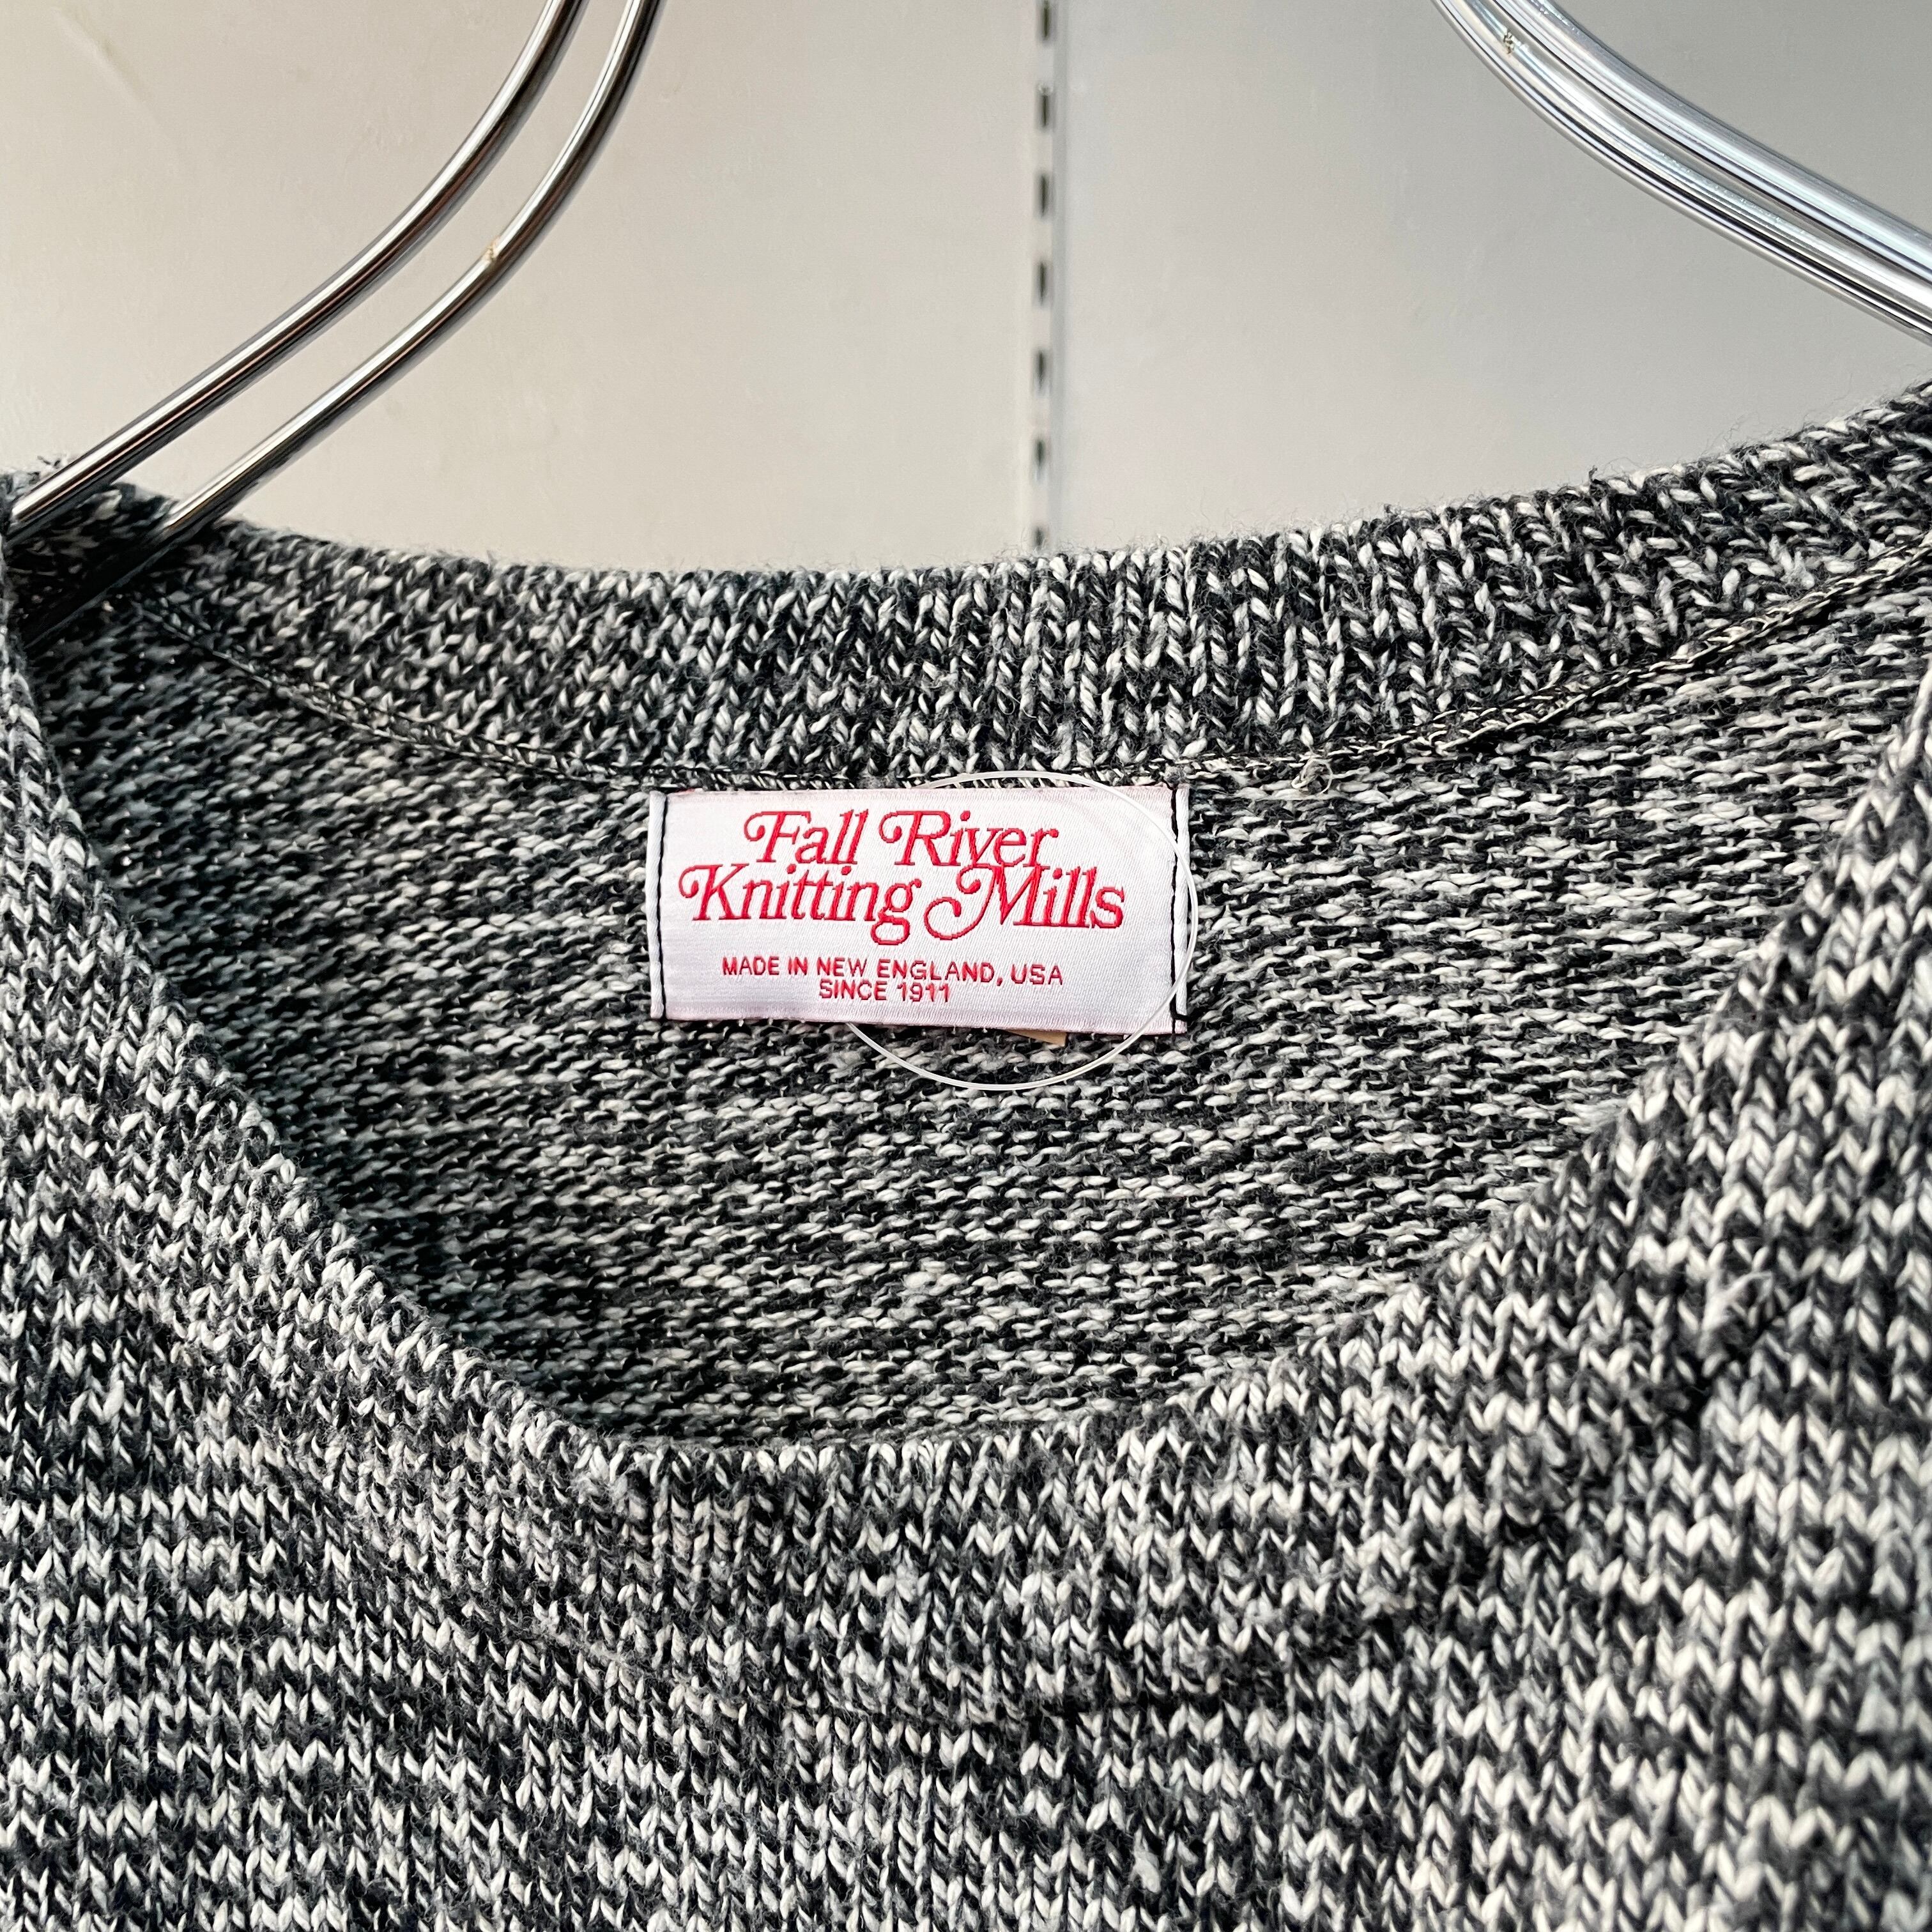 Fall River
Knitting Mills
MADE IN NEW ENGLAND, USA
SINCE 1911